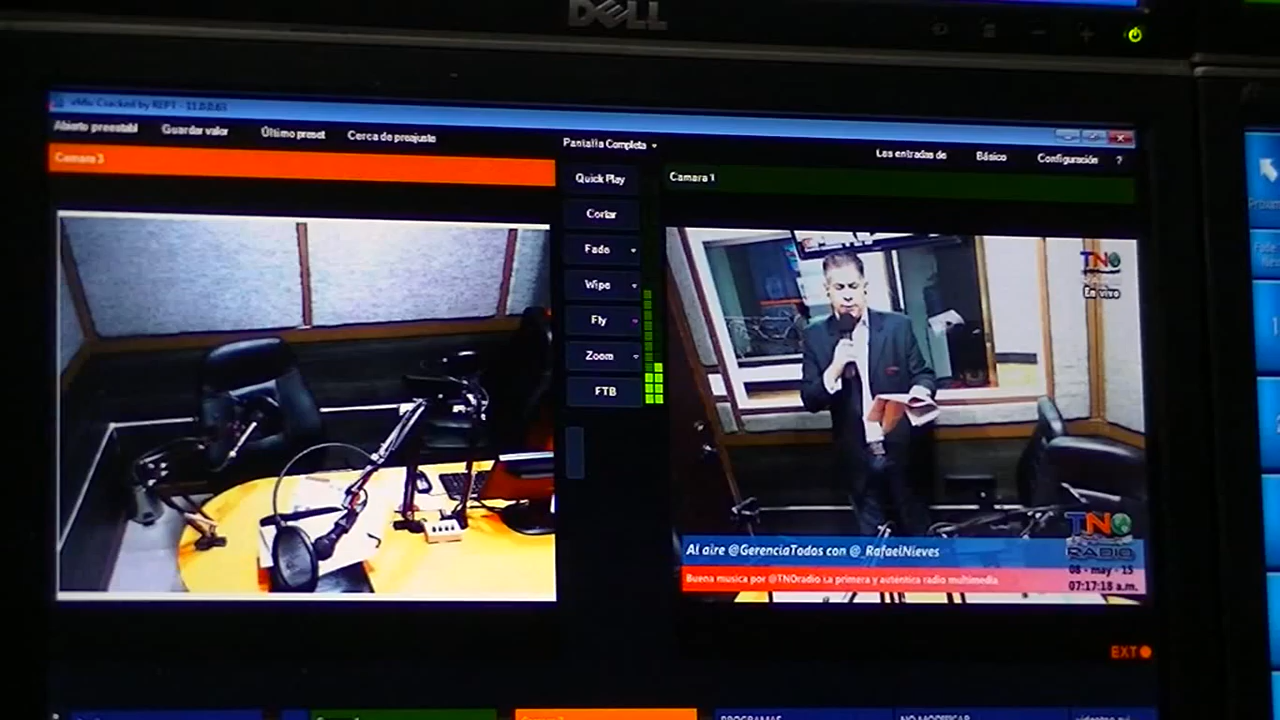 DELL
vMix Cracked by KEPT - 11.0.0.63
Abierto preestabl Guardar valor Último preset Cerca de preajuste
Pantalla Completa
Las entradas de Básico Configuración ?
Camara 3
Quick Play
Cortar
Fade
Wipe
Fly
Zoom
FTB
Camara 1
TNO
En vivo
Al aire @GerenciaTodos con @_RafaelNieves
Buena musica por @TNOradio la primera y auténtica radio multimedia
TNO
RADIO
08 - may - 15
07:17:18 a.m.
EXT
PROGRAMAS
NO MODIFICAR